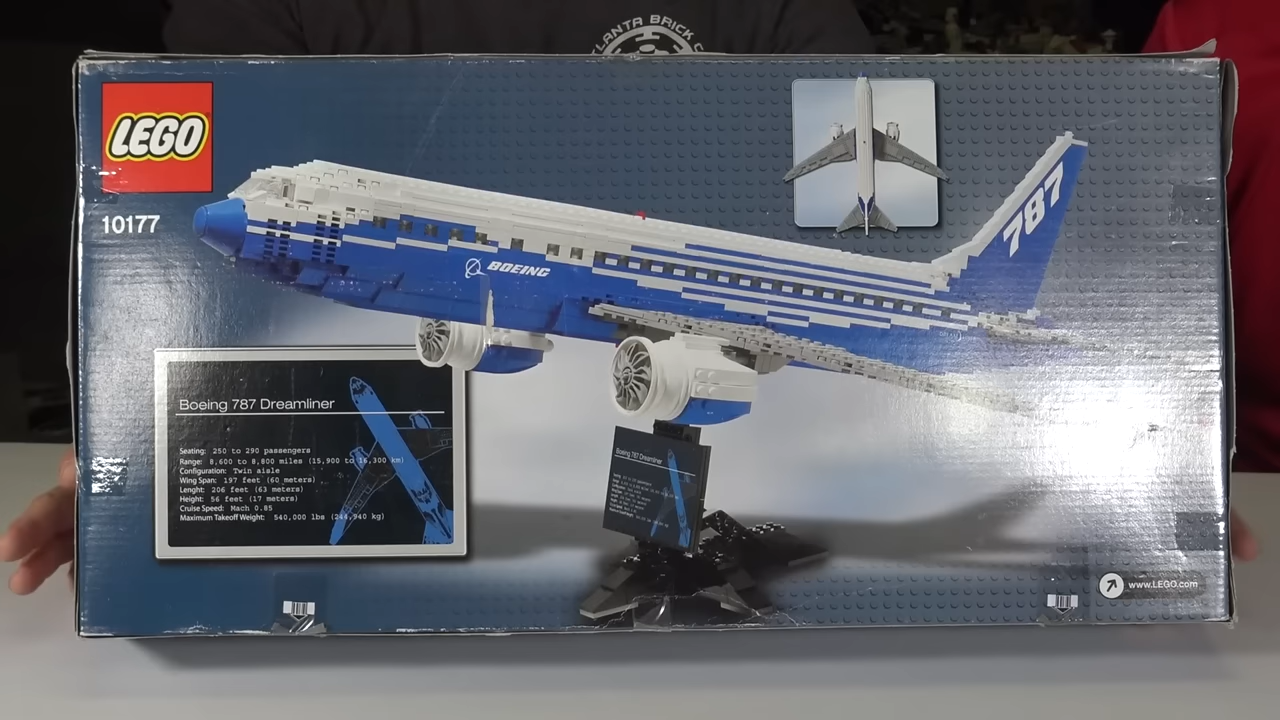 LANTA BRICK C
LEGO
10177
787
BOEING
Boeing 787 Dreamliner
Seating: 250 to 290 passengers
Range: 8,600 to 8,800 miles (15,900 to 16,300 km)
Configuration: Twin aisle
Wing Span: 197 feet (60 meters)
Lenght: 206 feet (63 meters)
Height: 56 feet (17 meters)
Cruise Speed: Mach 0.85
Maximum Takeoff Weight: 540,000 lbs (244,940 kg)
Boeing 787 Dreamliner
www.LEGO.com